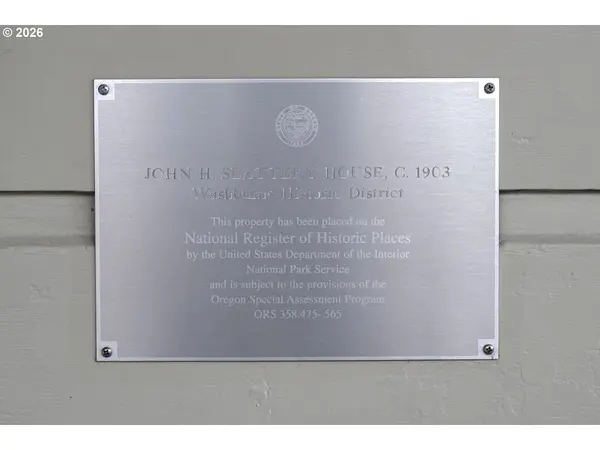 © 2026
JOHN H. SLATTERY HOUSE, C. 1903
Washburne Historic District
This property has been placed on the
National Register of Historic Places
by the United States Department of the Interior
National Park Service
and is subject to the provisions of the
Oregon Special Assessment Program
ORS 358.475-.565